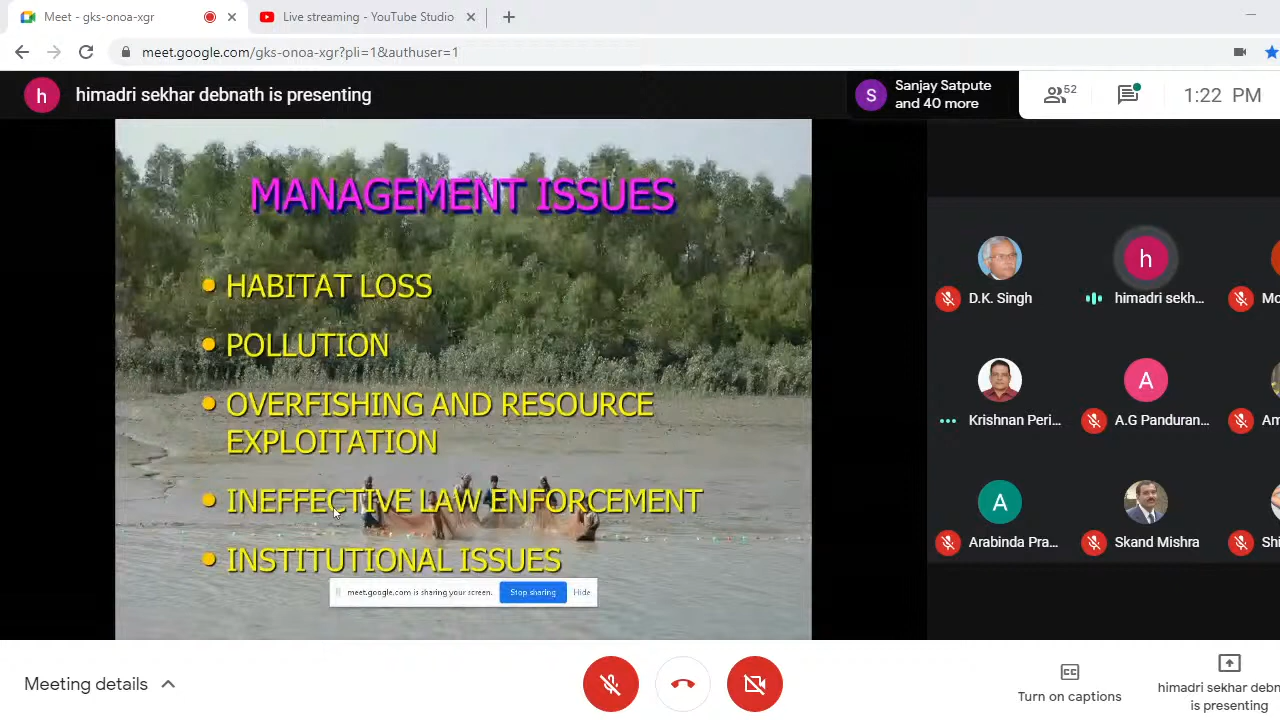 Meet - gks-onoa-xgr
Live streaming - YouTube Studio
meet.google.com/gks-onoa-xgr?pli=1&authuser=1
h
himadri sekhar debnath is presenting
S
Sanjay Satpute
and 40 more
52
1:22 PM
MANAGEMENT ISSUES
HABITAT LOSS
POLLUTION
OVERFISHING AND RESOURCE
EXPLOITATION
INEFFECTIVE LAW ENFORCEMENT
INSTITUTIONAL ISSUES
meet.google.com is sharing your screen.
Stop sharing
Hide
h
D.K. Singh
himadri sekh...
Mo
A
Krishnan Peri...
A.G Panduran...
Am
A
Arabinda Pra...
Skand Mishra
Shi
Meeting details
CC
Turn on captions
himadri sekhar debn
is presenting